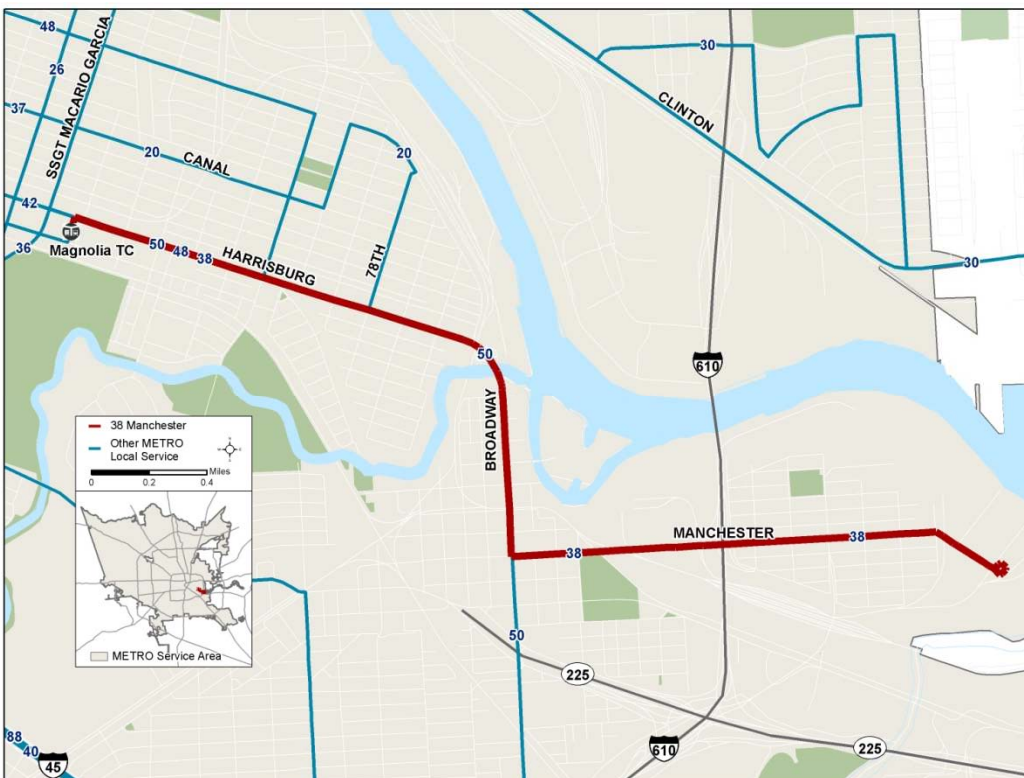 48
26
SSGT MACARIO GARCIA
37
20
CANAL
20
42
36
Magnolia TC
50
48
38
HARRISBURG
78TH
50
BROADWAY
30
CLINTON
30
610
38 Manchester
Other METRO
Local Service
Miles
0 0.2 0.4
METRO Service Area
MANCHESTER
38
38
50
225
610
225
88
40
45